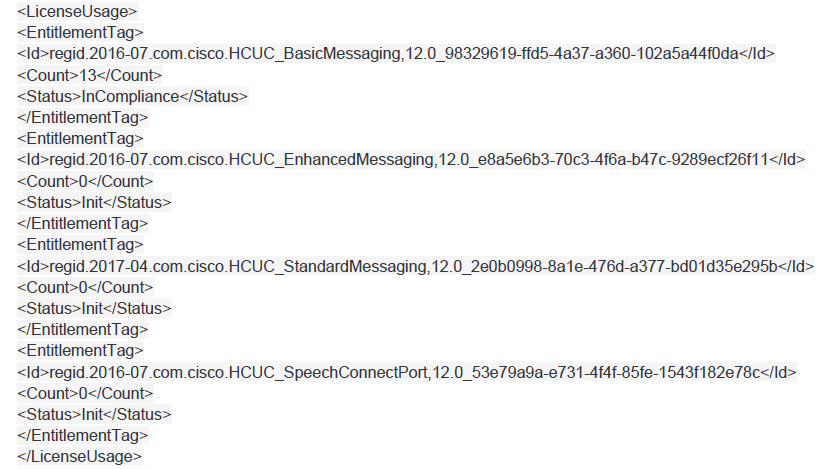 <LicenseUsage>
<EntitlementTag>
<Id>regid.2016-07.com.cisco.HCUC_BasicMessaging,12.0_98329619-ffd5-4a37-a360-102a5a44f0da</Id>
<Count>13</Count>
<Status>InCompliance</Status>
</EntitlementTag>
<EntitlementTag>
<Id>regid.2016-07.com.cisco.HCUC_EnhancedMessaging,12.0_e8a5e6b3-70c3-4f6a-b47c-9289ecf26f11</Id>
<Count>0</Count>
<Status>Init</Status>
</EntitlementTag>
<EntitlementTag>
<Id>regid.2017-04.com.cisco.HCUC_StandardMessaging,12.0_2e0b0998-8a1e-476d-a377-bd01d35e295b</Id>
<Count>0</Count>
<Status>Init</Status>
</EntitlementTag>
<EntitlementTag>
<Id>regid.2016-07.com.cisco.HCUC_SpeechConnectPort,12.0_53e79a9a-e731-4f4f-85fe-1543f182e78c</Id>
<Count>0</Count>
<Status>Init</Status>
</EntitlementTag>
</LicenseUsage>